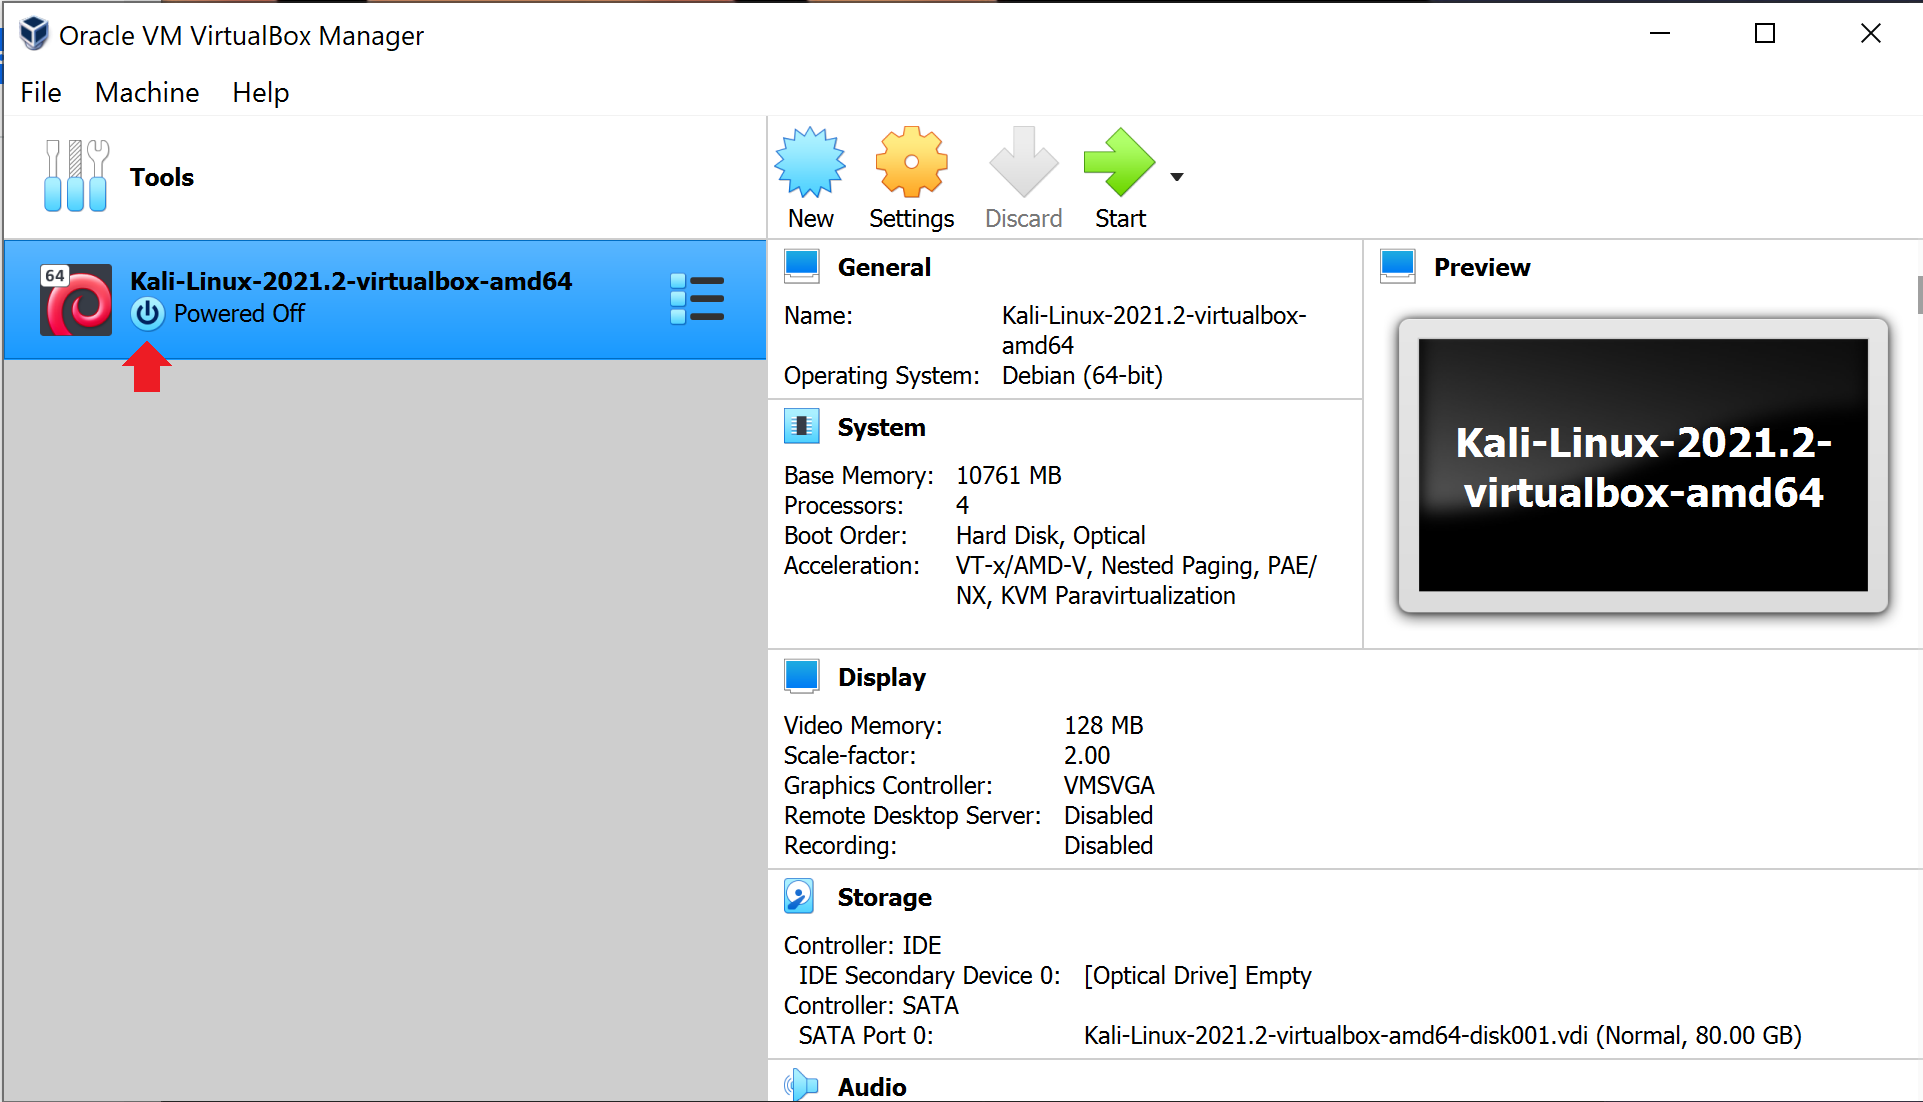 Oracle VM VirtualBox Manager
File Machine Help
Tools
New Settings Discard Start
64
Kali-Linux-2021.2-virtualbox-amd64
Powered Off
General
Name: Kali-Linux-2021.2-virtualbox-
amd64
Operating System: Debian (64-bit)
Preview
Kali-Linux-2021.2-
virtualbox-amd64
System
Base Memory: 10761 MB
Processors: 4
Boot Order: Hard Disk, Optical
Acceleration: VT-x/AMD-V, Nested Paging, PAE/
NX, KVM Paravirtualization
Display
Video Memory: 128 MB
Scale-factor: 2.00
Graphics Controller: VMSVGA
Remote Desktop Server: Disabled
Recording: Disabled
Storage
Controller: IDE
IDE Secondary Device 0: [Optical Drive] Empty
Controller: SATA
SATA Port 0: Kali-Linux-2021.2-virtualbox-amd64-disk001.vdi (Normal, 80.00 GB)
Audio